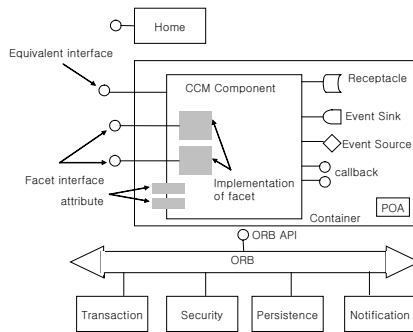 Home
Equivalent interface
CCM Component
Receptacle
Event Sink
Event Source
callback
Facet interface
Implementation
of facet
attribute
POA
Container
ORB API
ORB
Transaction
Security
Persistence
Notification